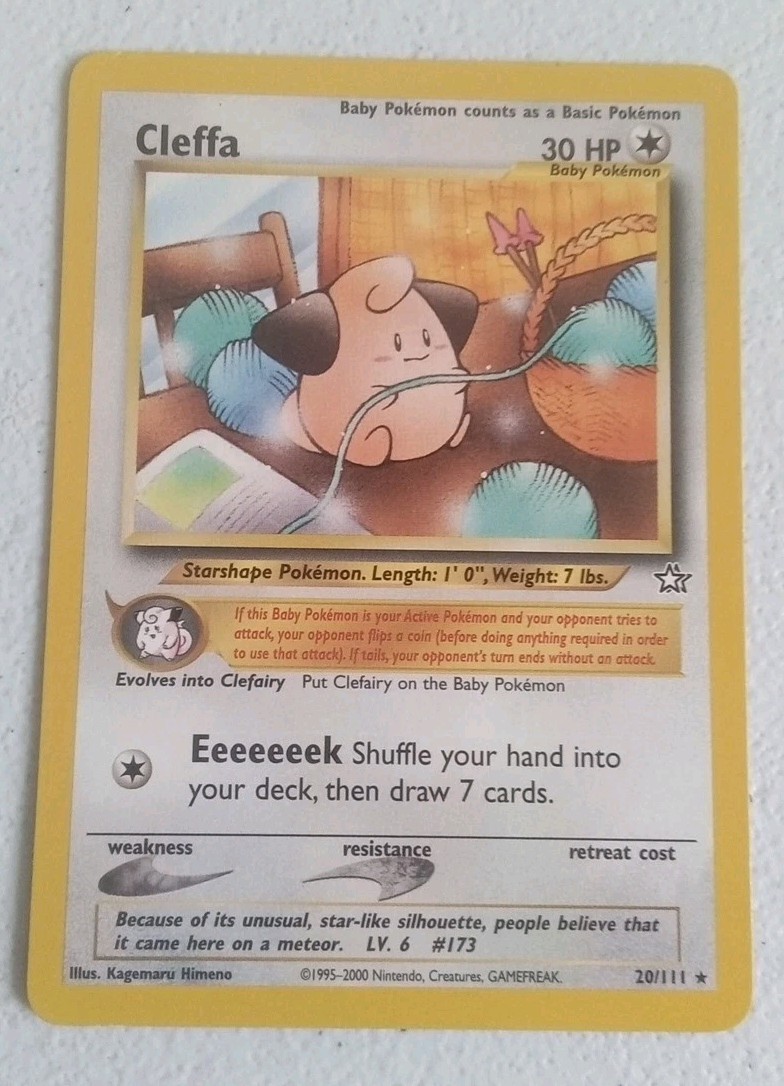 Baby Pokémon counts as a Basic Pokémon
Cleffa
30 HP
Baby Pokémon
Starshape Pokémon. Length: 1' 0", Weight: 7 lbs.
If this Baby Pokémon is your Active Pokémon and your opponent tries to
attack, your opponent flips a coin (before doing anything required in order
to use that attack). If tails, your opponent's turn ends without an attack.
Evolves into Clefairy Put Clefairy on the Baby Pokémon
Eeeeeeek Shuffle your hand into
your deck, then draw 7 cards.
weakness resistance retreat cost
Because of its unusual, star-like silhouette, people believe that
it came here on a meteor. LV. 6 #173
Illus. Kagemaru Himeno ©1995-2000 Nintendo, Creatures, GAMEFREAK. 20/111 ★